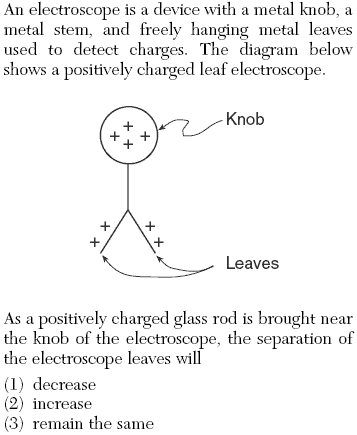 An electroscope is a device with a metal knob, a
metal stem, and freely hanging metal leaves
used to detect charges. The diagram below
shows a positively charged leaf electroscope.
+
+ +
+
Knob
+ +
+ +
Leaves
As a positively charged glass rod is brought near
the knob of the electroscope, the separation of
the electroscope leaves will
(1) decrease
(2) increase
(3) remain the same